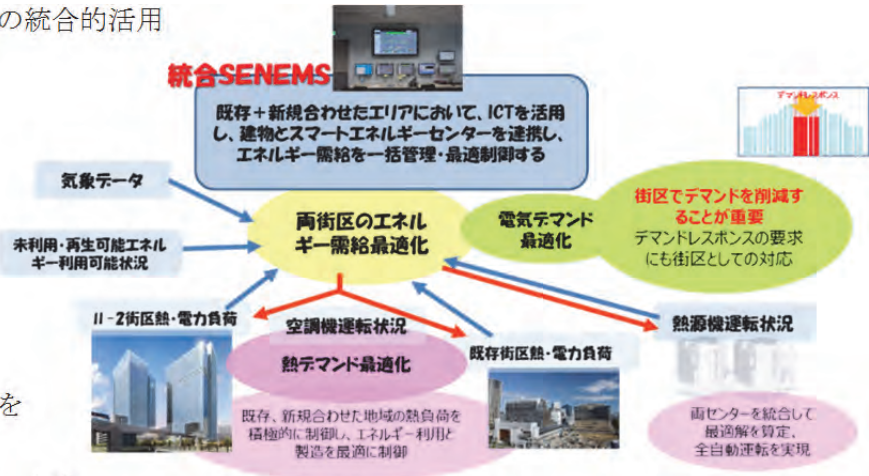 の統合的活用
統合SENEMS
既存+新規合わせたエリアにおいて、ICTを活用
し、建物とスマートエネルギーセンターを連携し、
エネルギー需給を一括管理・最適制御する
デマンドレスポンス
気象データ
未利用・再生可能エネル
ギー利用可能状況
両街区のエネル
ギー需給最適化
電気デマンド
最適化
街区でデマンドを削減す
ることが重要
デマンドレスポンスの要求
にも街区としての対応
II-2街区熱・電力負荷
空調機運転状況
熱デマンド最適化
既存街区熱・電力負荷
熱源機運転状況
既存、新規合わせた地域の熱負荷を
積極的に制御し、エネルギー利用と
製造を最適に制御
両センターを統合して
最適解を算定、
全自動運転を実現
を